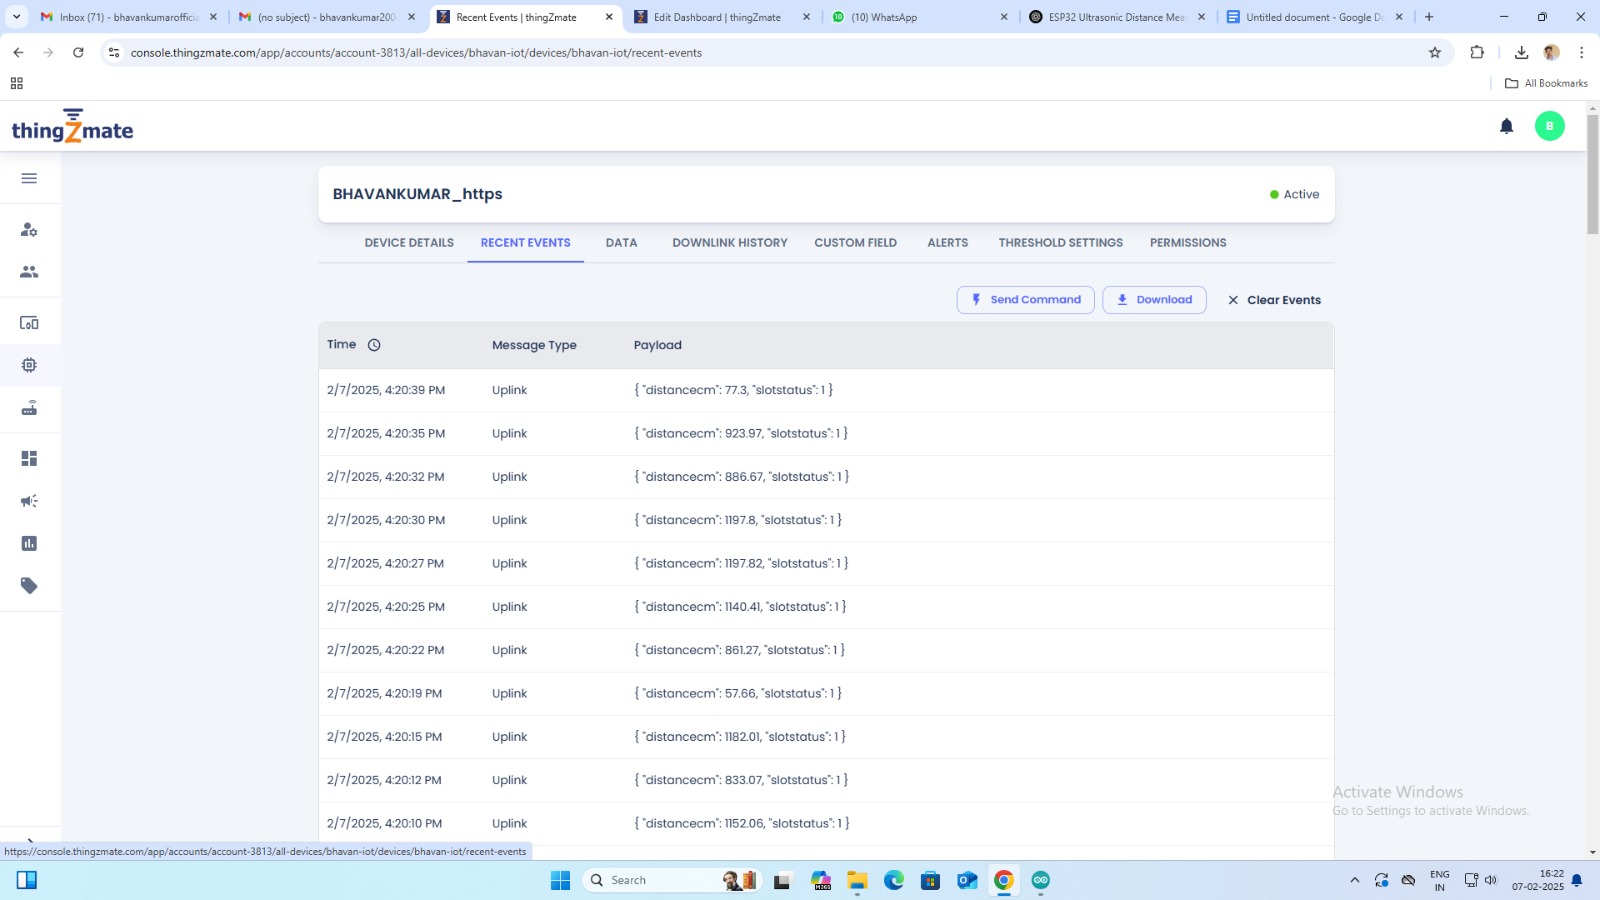 Inbox (71) - bhavankumarofficia
(no subject) - bhavankumar200
Recent Events | thingZmate
Edit Dashboard | thingZmate
(10) WhatsApp
ESP32 Ultrasonic Distance Mea
Untitled document - Google D
console.thingzmate.com/app/accounts/account-3813/all-devices/bhavan-iot/devices/bhavan-iot/recent-events
All Bookmarks
thingZmate
B
BHAVANKUMAR_https
Active
DEVICE DETAILS RECENT EVENTS DATA DOWNLINK HISTORY CUSTOM FIELD ALERTS THRESHOLD SETTINGS PERMISSIONS
Send Command Download Clear Events
Time Message Type Payload
2/7/2025, 4:20:39 PM Uplink { "distancecm": 77.3, "slotstatus": 1 }
2/7/2025, 4:20:35 PM Uplink { "distancecm": 923.97, "slotstatus": 1 }
2/7/2025, 4:20:32 PM Uplink { "distancecm": 886.67, "slotstatus": 1 }
2/7/2025, 4:20:30 PM Uplink { "distancecm": 1197.8, "slotstatus": 1 }
2/7/2025, 4:20:27 PM Uplink { "distancecm": 1197.82, "slotstatus": 1 }
2/7/2025, 4:20:25 PM Uplink { "distancecm": 1140.41, "slotstatus": 1 }
2/7/2025, 4:20:22 PM Uplink { "distancecm": 861.27, "slotstatus": 1 }
2/7/2025, 4:20:19 PM Uplink { "distancecm": 57.66, "slotstatus": 1 }
2/7/2025, 4:20:15 PM Uplink { "distancecm": 1182.01, "slotstatus": 1 }
2/7/2025, 4:20:12 PM Uplink { "distancecm": 833.07, "slotstatus": 1 }
2/7/2025, 4:20:10 PM Uplink { "distancecm": 1152.06, "slotstatus": 1 }
Activate Windows
Go to Settings to activate Windows.
https://console.thingzmate.com/app/accounts/account-3813/all-devices/bhavan-iot/devices/bhavan-iot/recent-events
Search
ENG
IN
16:22
07-02-2025